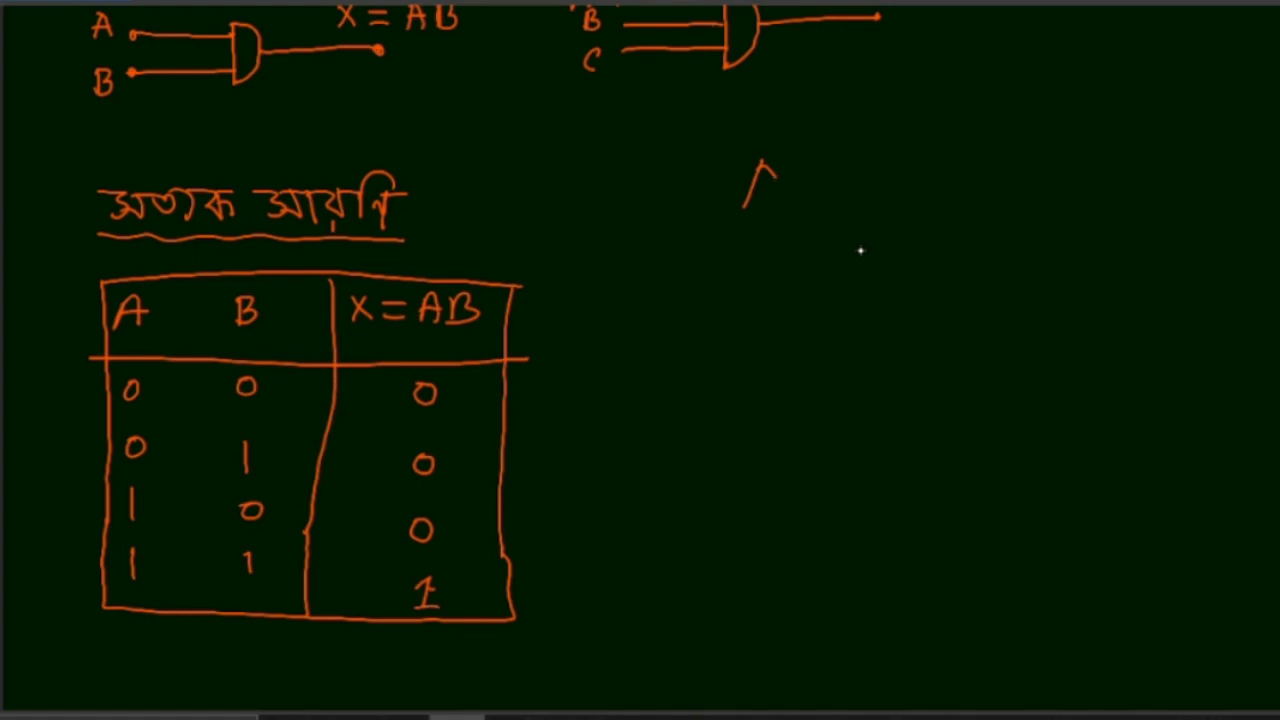 A
X = AB
B
B
C
সত্যক সারণি
A B X = AB
0 0 0
0 1 0
1 0 0
1 1 1